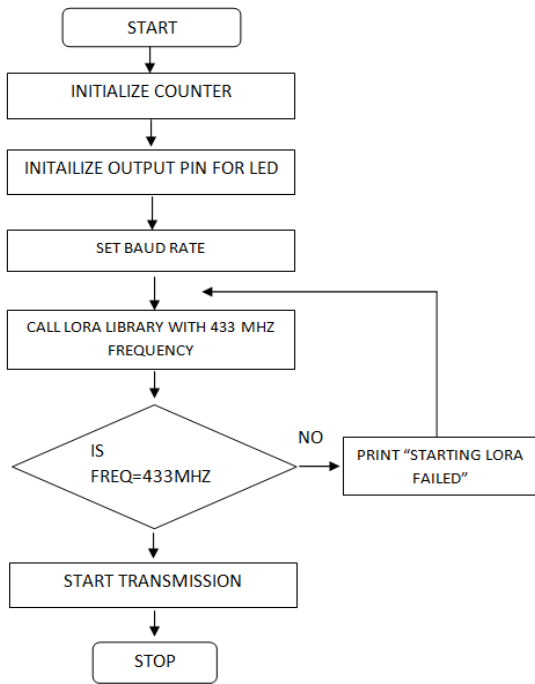 START
INITIALIZE COUNTER
INITAILIZE OUTPUT PIN FOR LED
SET BAUD RATE
CALL LORA LIBRARY WITH 433 MHZ
FREQUENCY
IS
FREQ=433MHZ
NO
PRINT “STARTING LORA
FAILED”
START TRANSMISSION
STOP